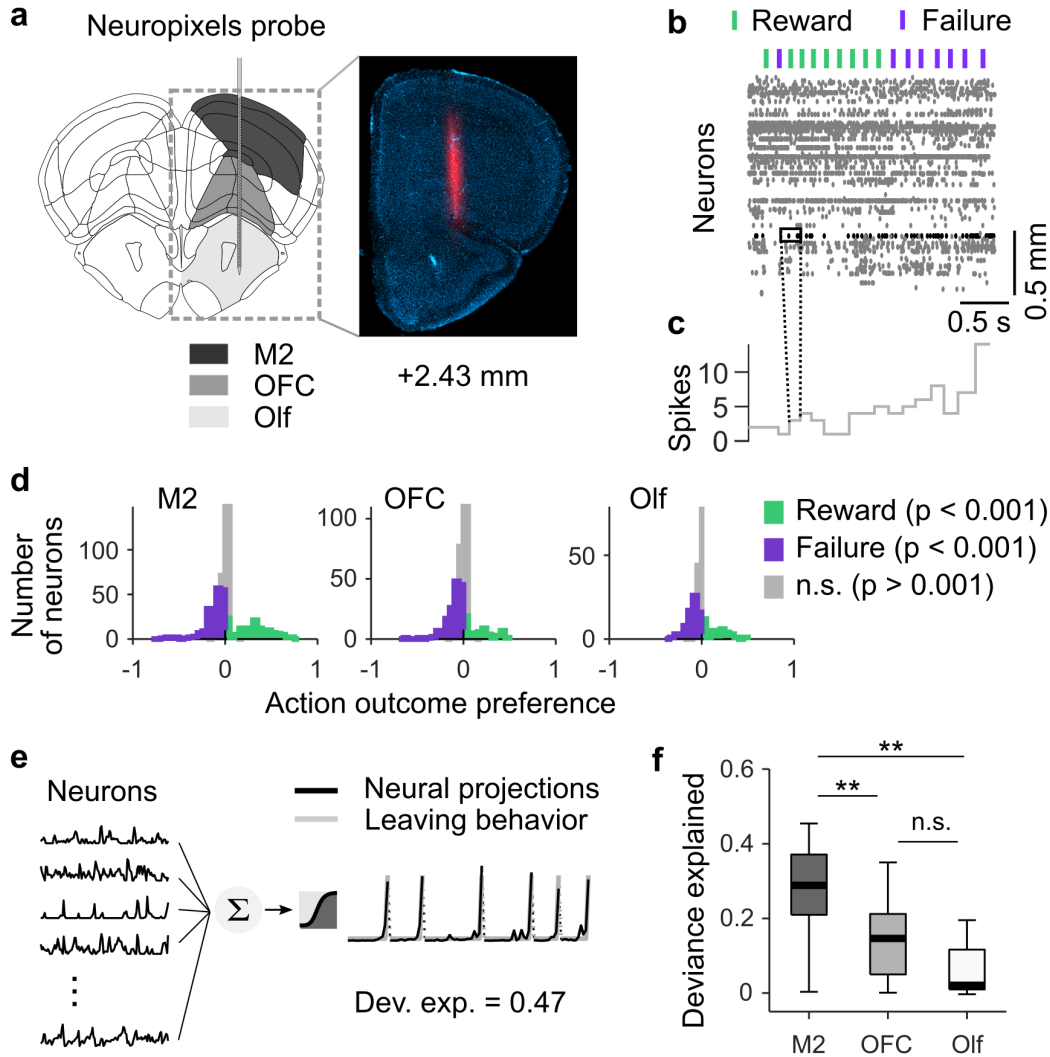 a
Neuropixels probe
M2
OFC
Olf
+2.43 mm
b
Reward
Failure
Neurons
0.5 mm
0.5 s
c
Spikes
10
5
0
d
M2
OFC
Olf
Number
of neurons
100
50
0
100
50
0
50
0
-1
0
1
-1
0
1
-1
0
1
Action outcome preference
Reward (p < 0.001)
Failure (p < 0.001)
n.s. (p > 0.001)
e
Neurons
Neural projections
Leaving behavior
Σ
Dev. exp. = 0.47
f
Deviance explained
0.6
0.4
0.2
0
**
**
n.s.
M2
OFC
Olf